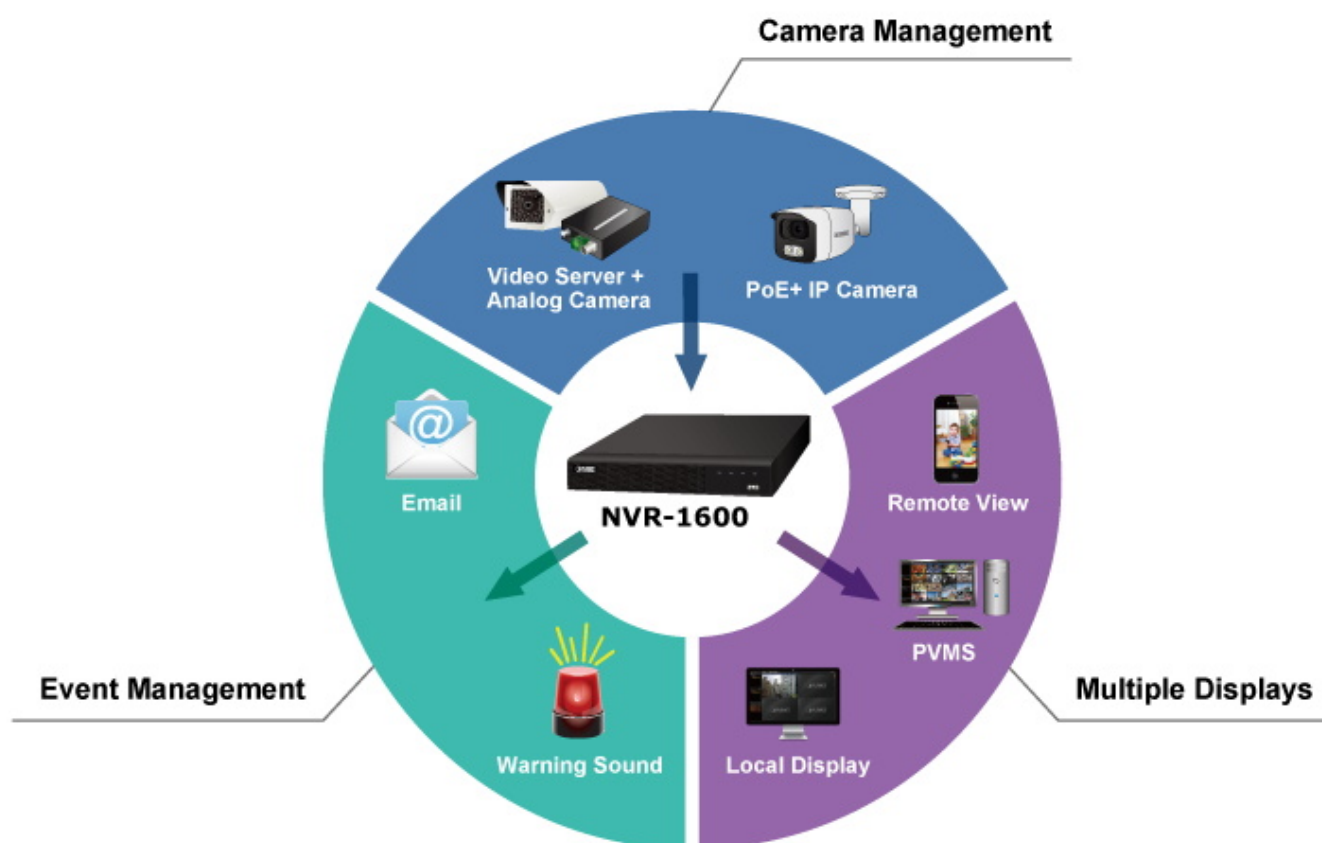 Camera Management
Video Server +
Analog Camera
PoE+ IP Camera
@
Email
NVR-1600
Remote View
PVMS
Event Management
Multiple Displays
Warning Sound
Local Display